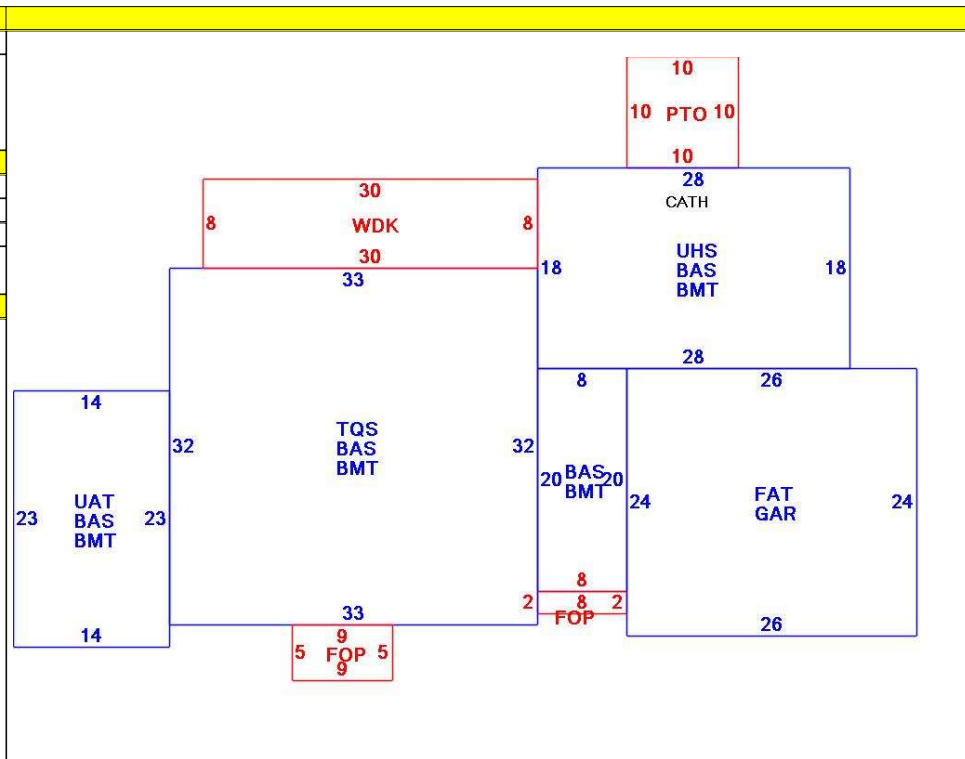 10
10 PTO 10
10
28
CATH
30
8 WDK 8
30
33
18 UHS 18
BAS
BMT
28
14
8
26
TQS
32 BAS 32
BMT
23 UAT 23
BAS
BMT
20 BAS 20
BMT
24 FAT 24
GAR
14
33
8
2 8 2
FOP
26
9
5 FOP 5
9